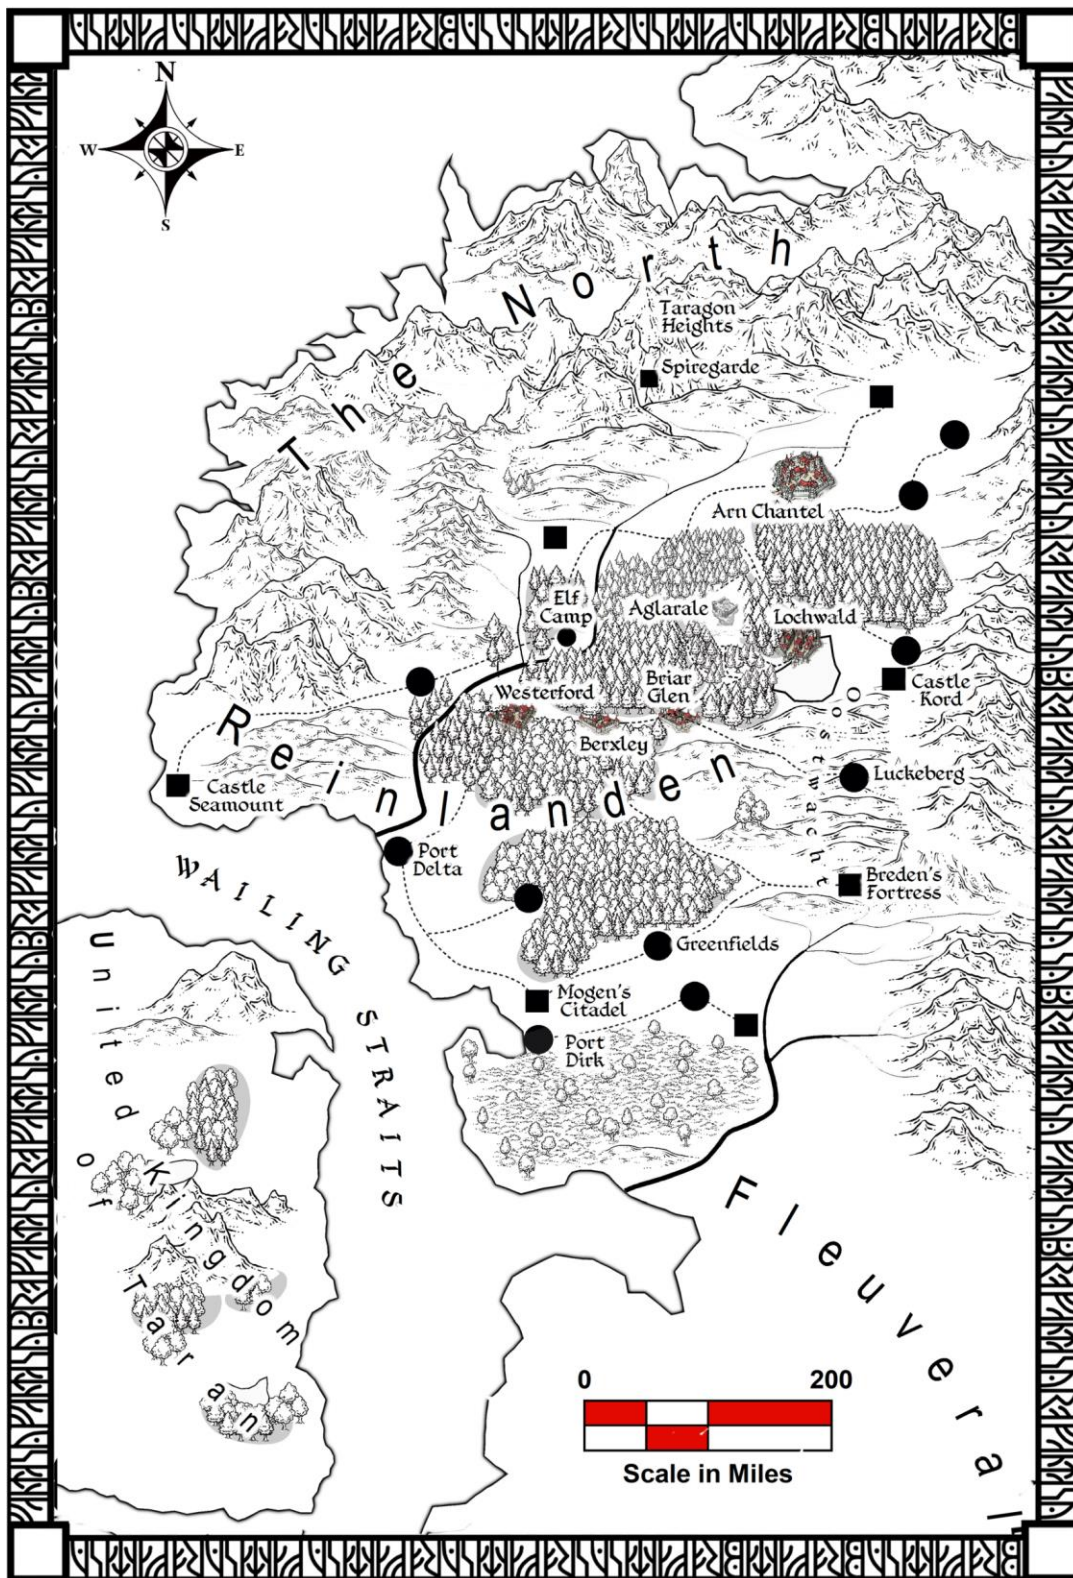 N
W
E
S
The North
Taragon
Heights
Spiregarde
Arn Chantel
Elf
Camp
Aglarale
Lochwald
Westerford
Briar
Glen
Castle
Kord
Berxley
Oostwacht
Reinlanden
Luckeberg
Castle
Seamount
Port
Delta
Breden's
Fortress
WAILING STRAITS
Greenfields
Mogen's
Citadel
Port
Dirk
United
Kingdom
of
Taran
Fleuveral
0
200
Scale in Miles